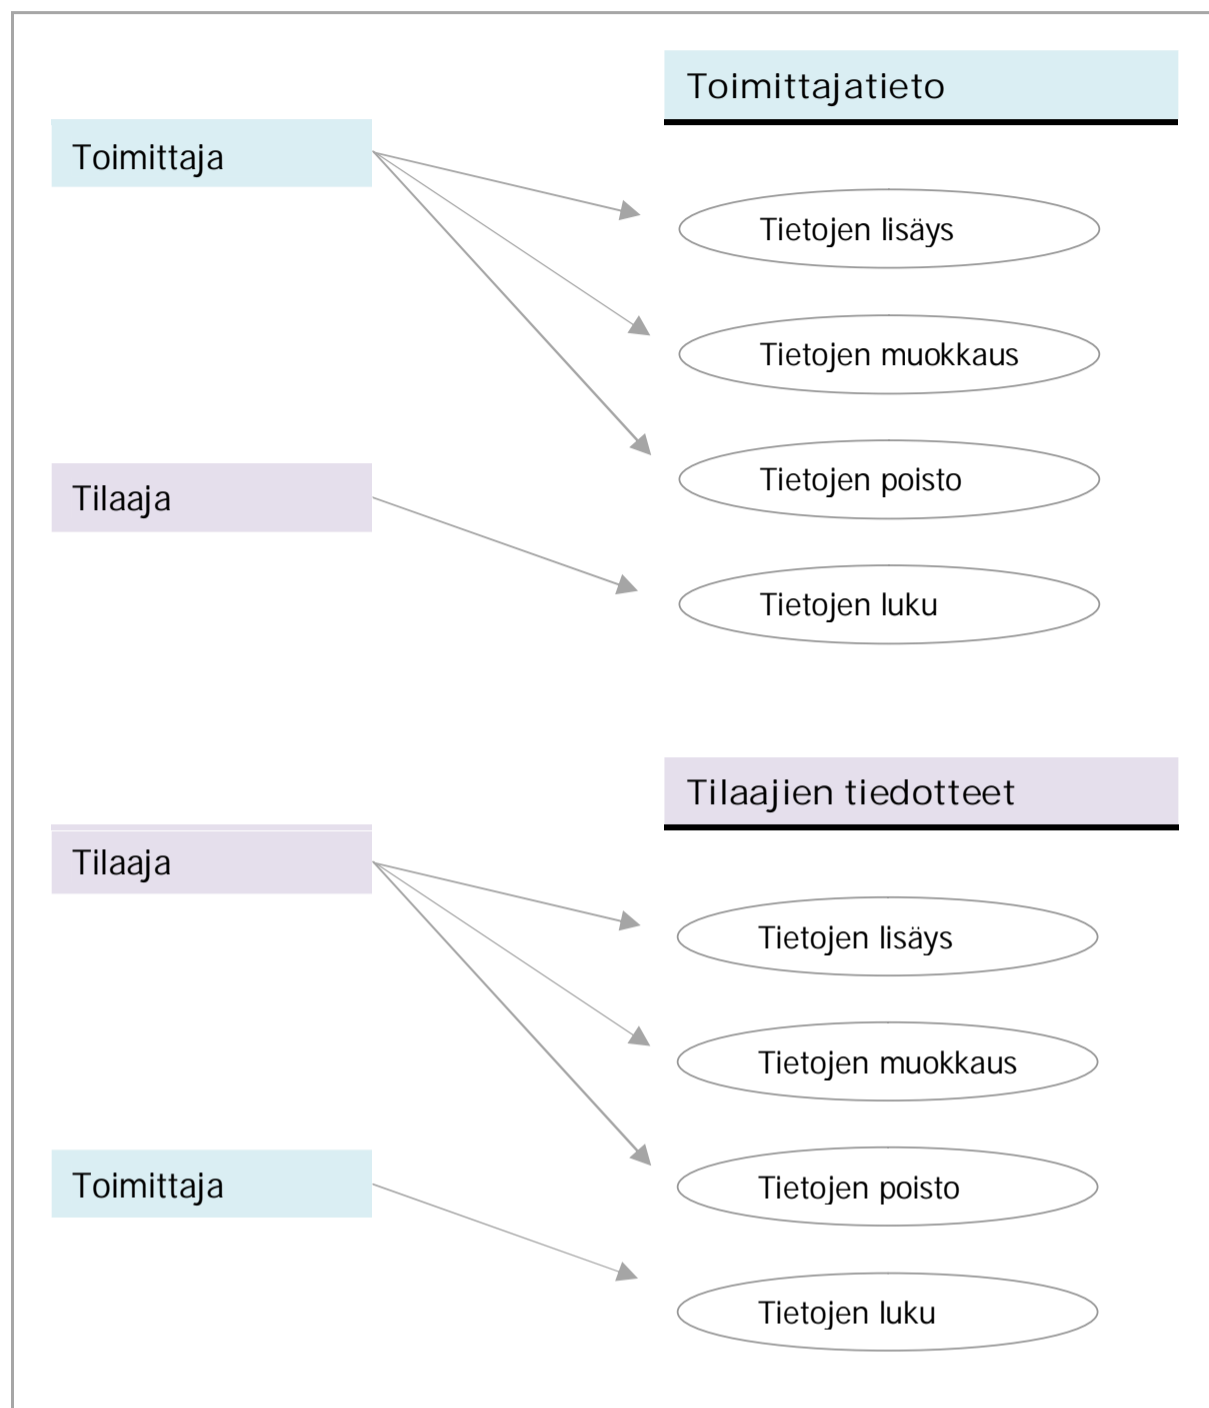 Toimittajatieto
Toimittaja
Tietojen lisäys
Tietojen muokkaus
Tietojen poisto
Tilaaja
Tietojen luku
Tilaajien tiedotteet
Tilaaja
Tietojen lisäys
Tietojen muokkaus
Tietojen poisto
Toimittaja
Tietojen luku